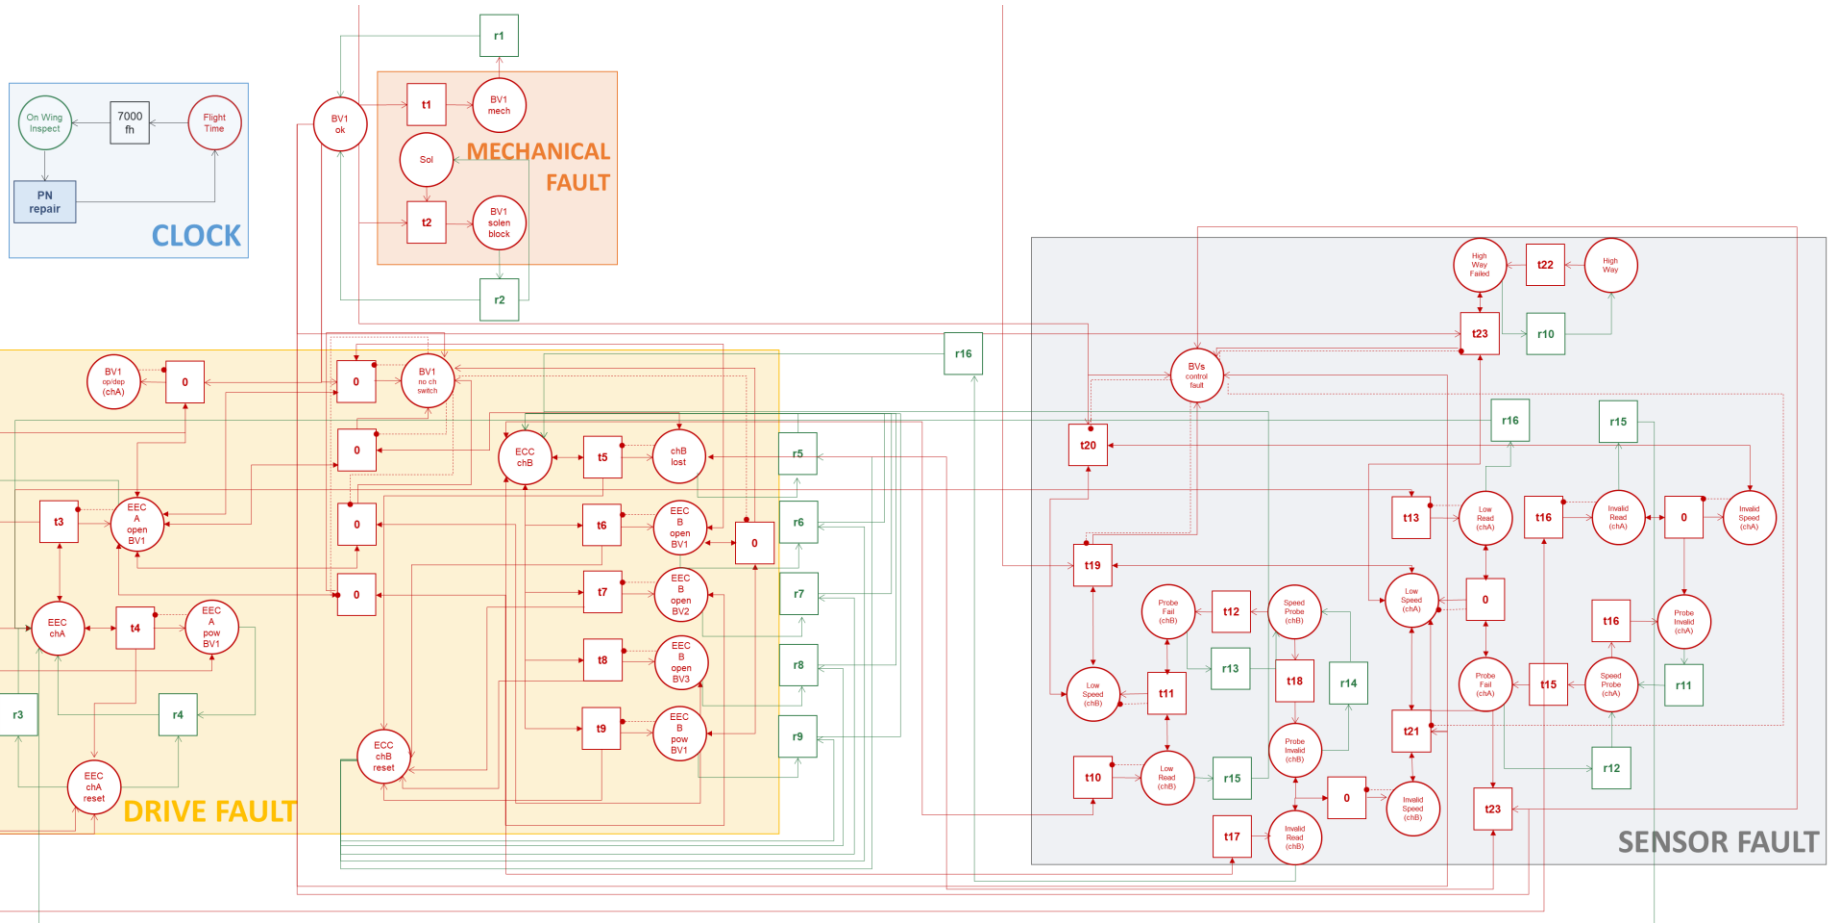 On Wing
Inspect
7000
fh
Flight
Time
PN
repair
CLOCK
r1
BV1
ok
t1
BV1
mech
Sol
MECHANICAL
FAULT
t2
BV1
solen
block
r2
BV1
op/dep
(chA)
0
0
BV1
no ch
switch
0
ECC
chB
t5
chB
lost
r5
t3
EEC
A
open
BV1
0
t6
EEC
B
open
BV1
0
r6
0
t7
EEC
B
open
BV2
r7
EEC
chA
t4
EEC
A
pow
BV1
t8
EEC
B
open
BV3
r8
r3
r4
t9
EEC
B
pow
BV1
r9
ECC
chB
reset
EEC
chA
reset
DRIVE FAULT
r16
High
Way
Failed
t22
High
Way
t23
r10
BVs
control
fault
t20
r16
r15
t13
Low
Read
(chA)
t16
Invalid
Read
(chA)
0
Invalid
Speed
(chA)
t19
Probe
Fail
(chB)
t12
Speed
Probe
(chB)
Low
Speed
(chA)
0
t16
Probe
Invalid
(chA)
r13
t18
r14
Low
Speed
(chB)
t11
Probe
Fail
(chA)
t15
Speed
Probe
(chA)
r11
t21
Probe
Invalid
(chB)
r12
t10
Low
Read
(chB)
r15
0
Invalid
Speed
(chB)
t23
t17
Invalid
Read
(chB)
SENSOR FAULT